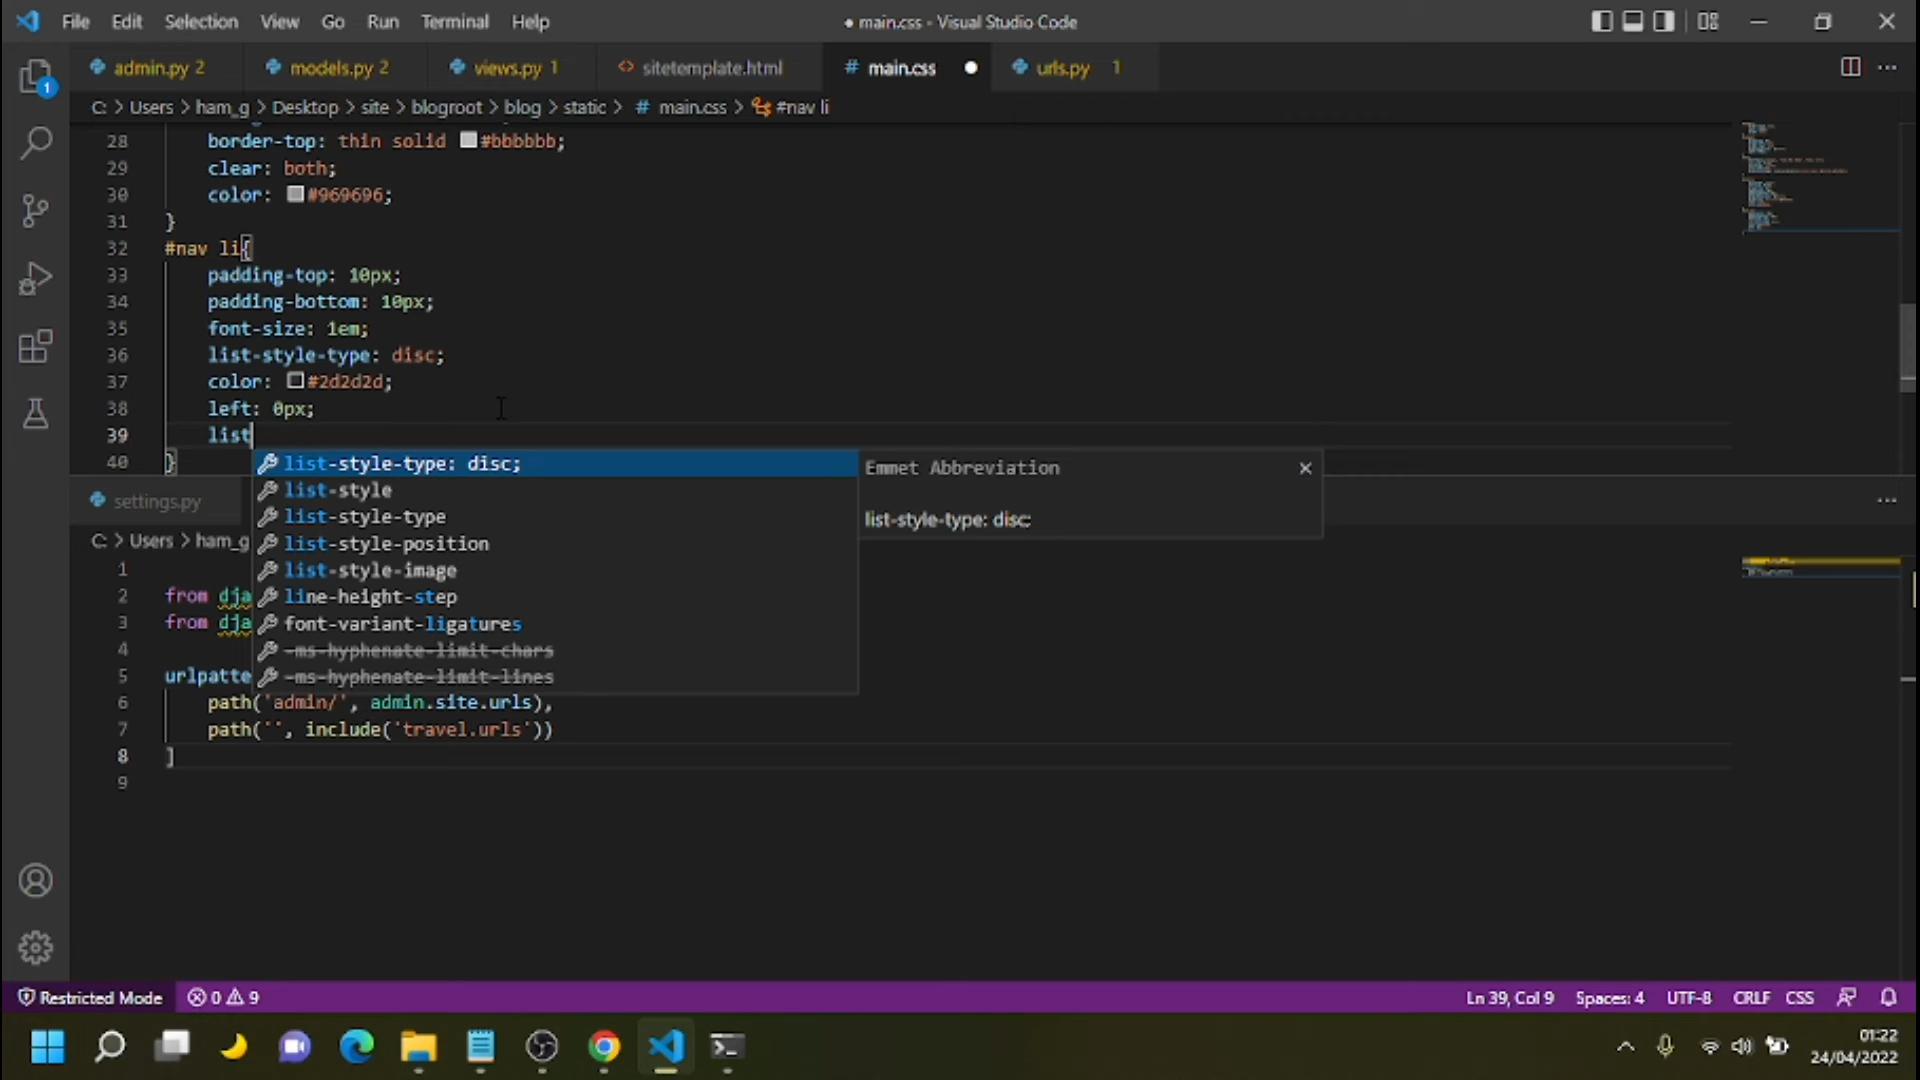 File Edit Selection View Go Run Terminal Help
● main.css - Visual Studio Code
admin.py 2 models.py 2 views.py 1 <> sitetemplate.html # main.css ● urls.py 1 ···
1
C: > Users > ham_g > Desktop > site > blogroot > blog > static > # main.css > #nav li
28 border-top: thin solid #bbbbbb;
29 clear: both;
30 color: #969696;
31 }
32 #nav li{
33 padding-top: 10px;
34 padding-bottom: 10px;
35 font-size: 1em;
36 list-style-type: disc;
37 color: #2d2d2d;
38 left: 0px;
39 list
40 }
list-style-type: disc;
list-style
list-style-type
list-style-position
list-style-image
line-height-step
font-variant-ligatures
-ms-hyphenate-limit-chars
-ms-hyphenate-limit-lines
Emmet Abbreviation ×
list-style-type: disc;
settings.py ···
C: > Users > ham_g
1
2 from dja
3 from dja
4
5 urlpatte
6 path('admin/', admin.site.urls),
7 path('', include('travel.urls'))
8 ]
9
Restricted Mode 0 9 Ln 39, Col 9 Spaces: 4 UTF-8 CRLF CSS
01:22
24/04/2022